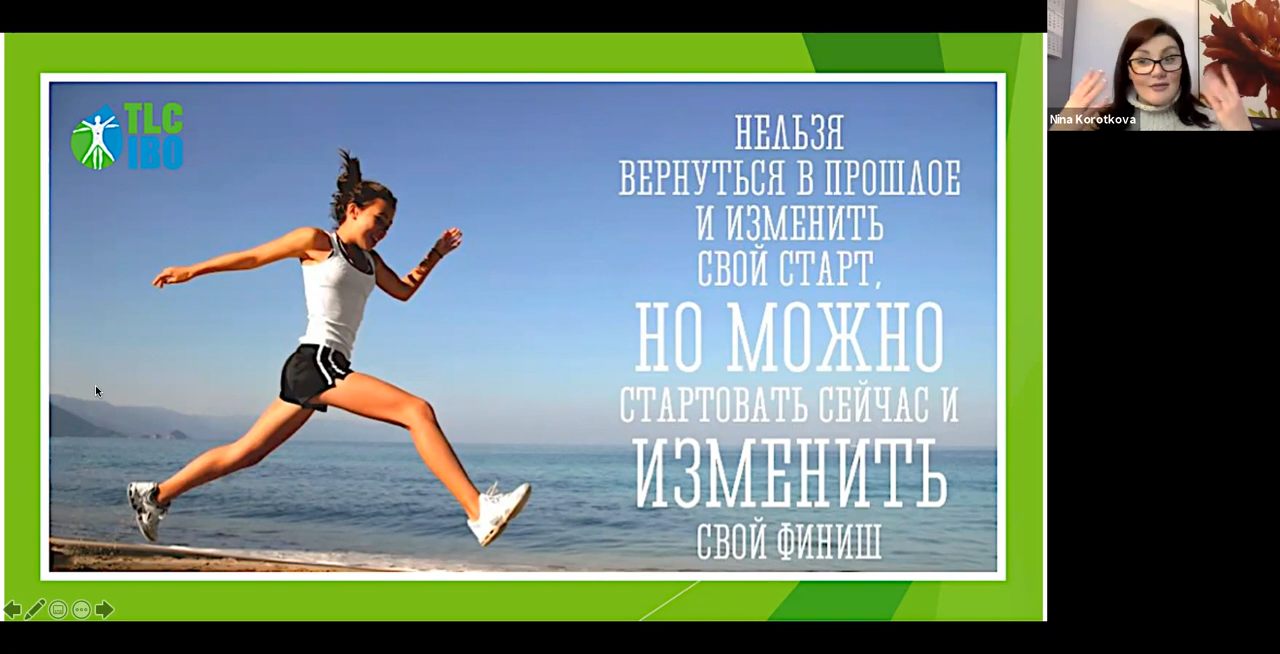 TLC
IBO
НЕЛЬЗЯ
ВЕРНУТЬСЯ В ПРОШЛОЕ
И ИЗМЕНИТЬ
СВОЙ СТАРТ,
НО МОЖНО
СТАРТОВАТЬ СЕЙЧАС И
ИЗМЕНИТЬ
СВОЙ ФИНИШ
Nina Korotkova